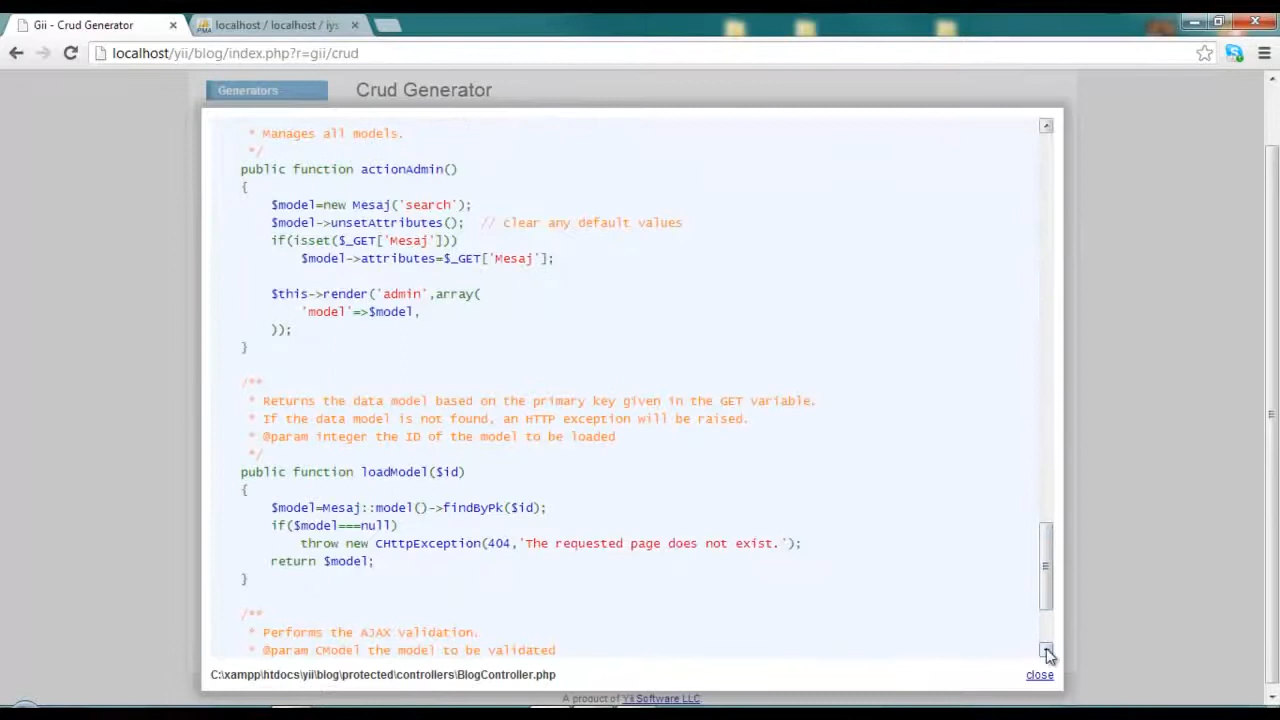 Gii - Crud Generator
localhost / localhost / iys
localhost/yii/blog/index.php?r=gii/crud
Generators
Crud Generator
* Manages all models.
*/
public function actionAdmin()
{
$model=new Mesaj('search');
$model->unsetAttributes();  // clear any default values
if(isset($_GET['Mesaj']))
$model->attributes=$_GET['Mesaj'];
$this->render('admin',array(
'model'=>$model,
));
}
/**
* Returns the data model based on the primary key given in the GET variable.
* If the data model is not found, an HTTP exception will be raised.
* @param integer the ID of the model to be loaded
*/
public function loadModel($id)
{
$model=Mesaj::model()->findByPk($id);
if($model===null)
throw new CHttpException(404,'The requested page does not exist.');
return $model;
}
/**
* Performs the AJAX validation.
* @param CModel the model to be validated
C:\xampp\htdocs\yii\blog\protected\controllers\BlogController.php
close
A product of Yii Software LLC.